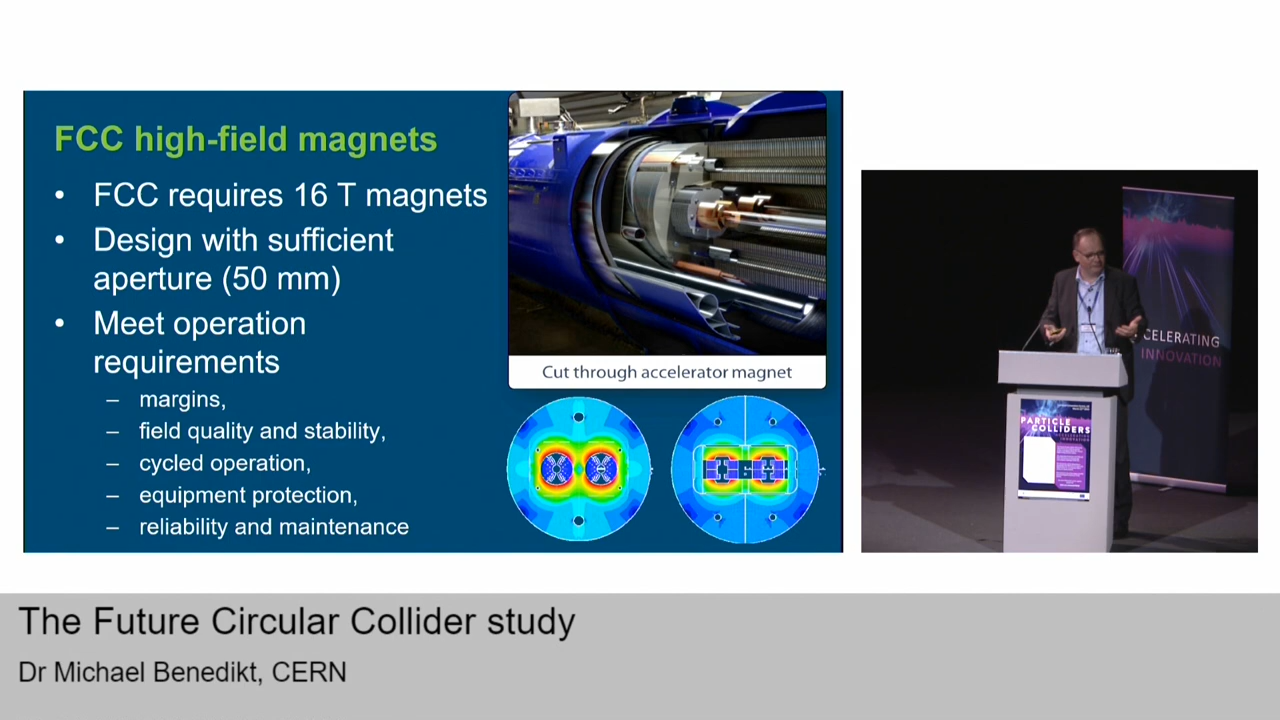 FCC high-field magnets
• FCC requires 16 T magnets
• Design with sufficient
aperture (50 mm)
• Meet operation
requirements
– margins,
– field quality and stability,
– cycled operation,
– equipment protection,
– reliability and maintenance
Cut through accelerator magnet
CELERATING
INNOVATION
PARTICLE
COLLIDERS
INNOVATION
The Future Circular Collider study
Dr Michael Benedikt, CERN